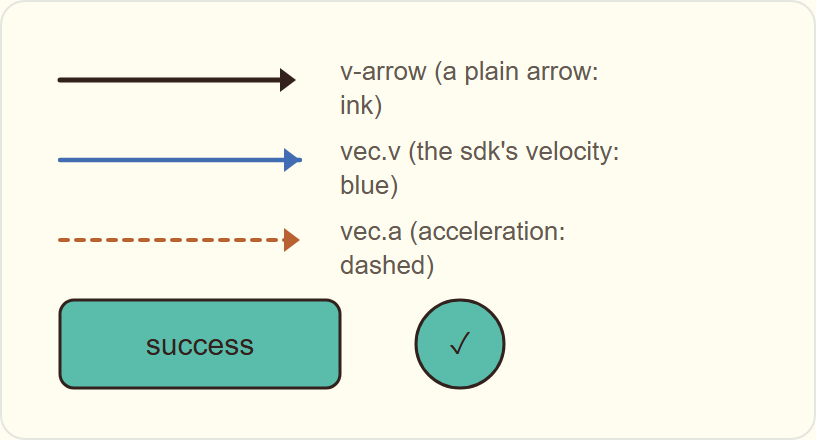 v-arrow (a plain arrow:
ink)
vec.v (the sdk's velocity:
blue)
vec.a (acceleration:
dashed)
success
✓